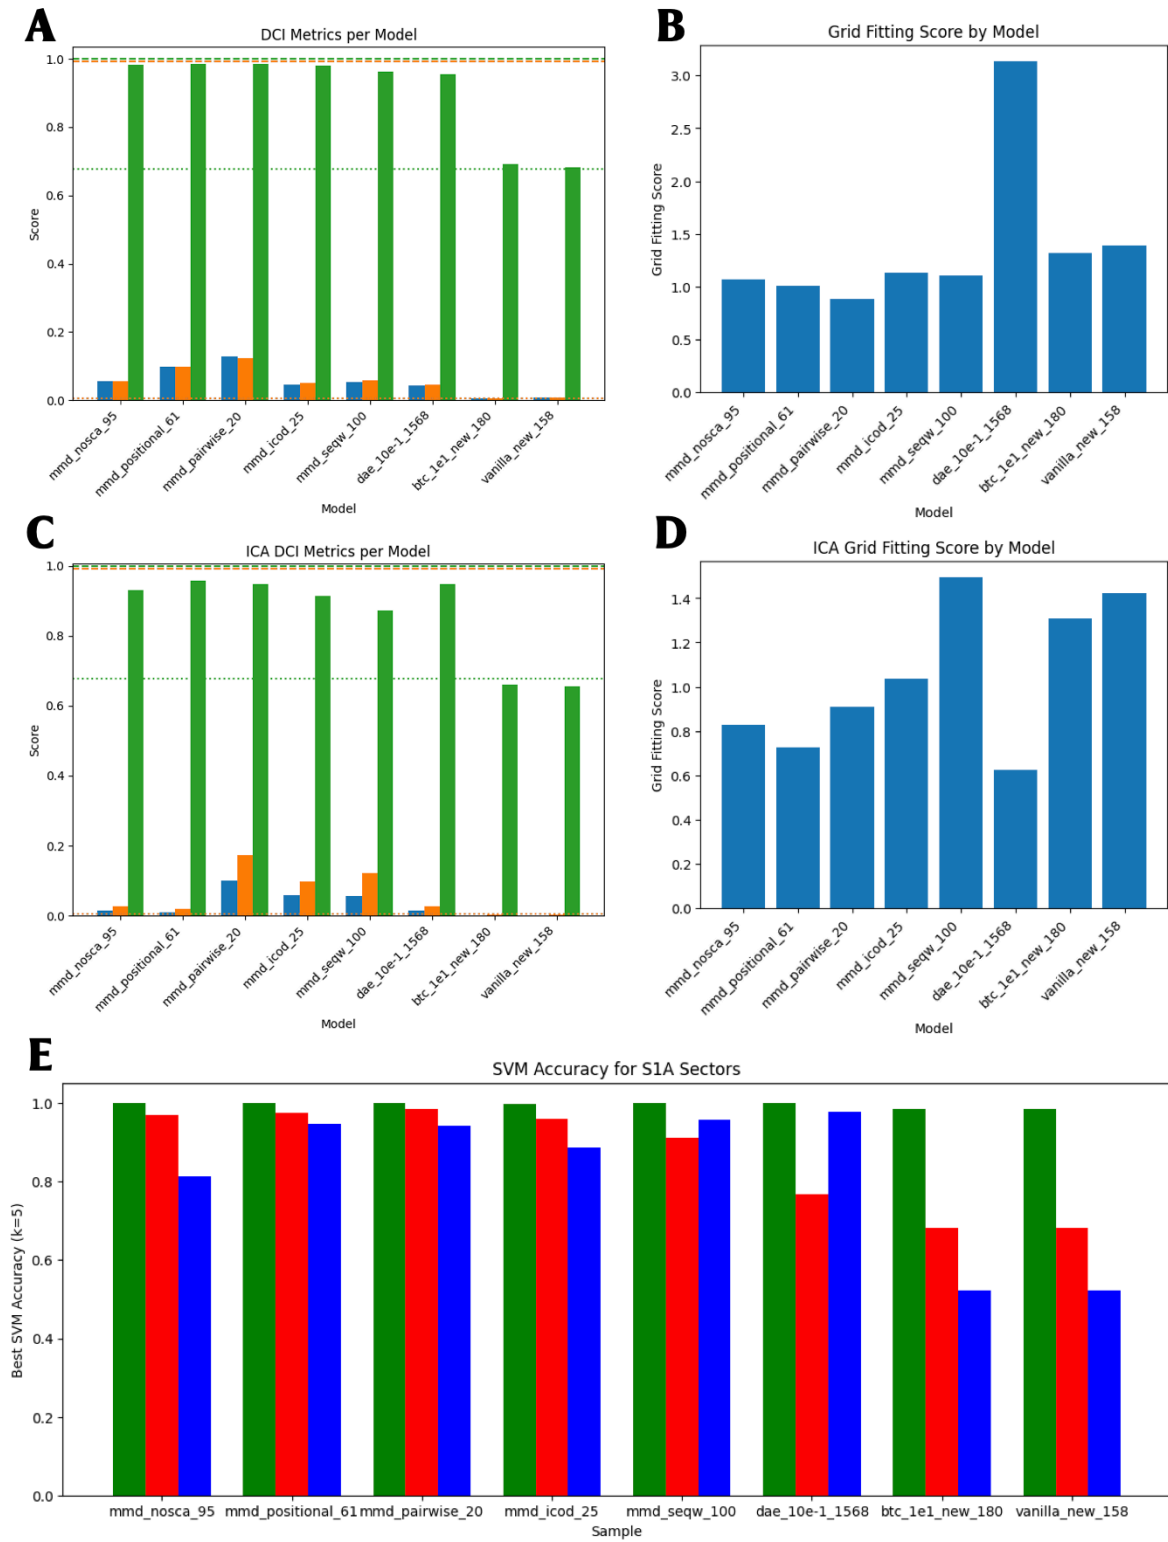 A
DCI Metrics per Model
Score
1.0
0.8
0.6
0.4
0.2
0.0
mmd_nosca_95
mmd_positional_61
mmd_pairwise_20
mmd_icod_25
mmd_seqw_100
dae_10e-1_1568
btc_1e1_new_180
vanilla_new_158
Model
B
Grid Fitting Score by Model
Grid Fitting Score
3.0
2.5
2.0
1.5
1.0
0.5
0.0
mmd_nosca_95
mmd_positional_61
mmd_pairwise_20
mmd_icod_25
mmd_seqw_100
dae_10e-1_1568
btc_1e1_new_180
vanilla_new_158
Model
C
ICA DCI Metrics per Model
Score
1.0
0.8
0.6
0.4
0.2
0.0
mmd_nosca_95
mmd_positional_61
mmd_pairwise_20
mmd_icod_25
mmd_seqw_100
dae_10e-1_1568
btc_1e1_new_180
vanilla_new_158
Model
D
ICA Grid Fitting Score by Model
Grid Fitting Score
1.4
1.2
1.0
0.8
0.6
0.4
0.2
0.0
mmd_nosca_95
mmd_positional_61
mmd_pairwise_20
mmd_icod_25
mmd_seqw_100
dae_10e-1_1568
btc_1e1_new_180
vanilla_new_158
Model
E
SVM Accuracy for S1A Sectors
Best SVM Accuracy (k=5)
1.0
0.8
0.6
0.4
0.2
0.0
mmd_nosca_95 mmd_positional_61 mmd_pairwise_20 mmd_icod_25 mmd_seqw_100 dae_10e-1_1568 btc_1e1_new_180 vanilla_new_158
Sample